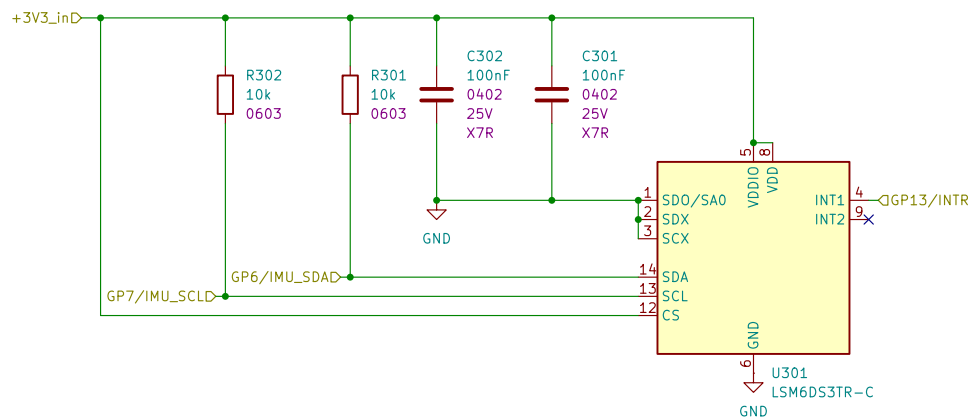 +3V3_in
R302
10k
0603
R301
10k
0603
C302
100nF
0402
25V
X7R
C301
100nF
0402
25V
X7R
5
8
VDDIO
VDD
1
SDO/SA0
2
SDX
3
SCX
INT1
4
GP13/INTR
INT2
9
GND
GP6/IMU_SDA
14
SDA
GP7/IMU_SCL
13
SCL
12
CS
GND
6
U301
LSM6DS3TR-C
GND